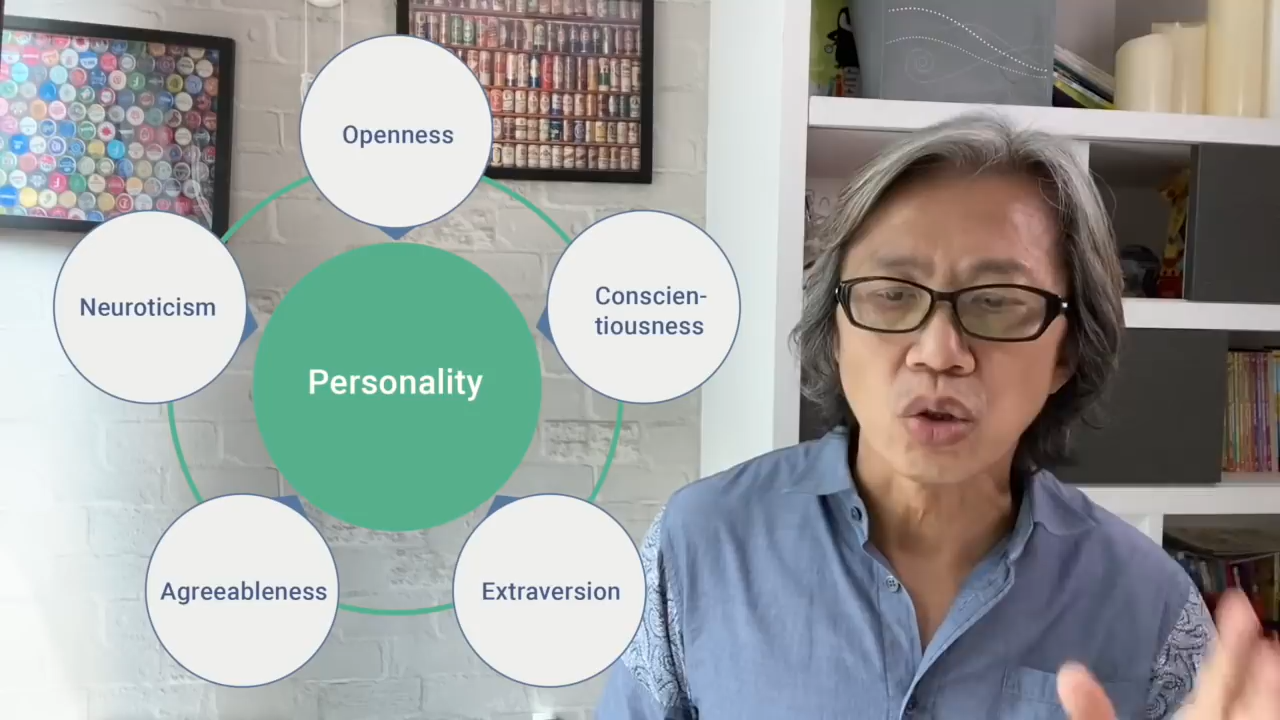 Openness
Neuroticism
Conscien-
tiousness
Personality
Agreeableness
Extraversion